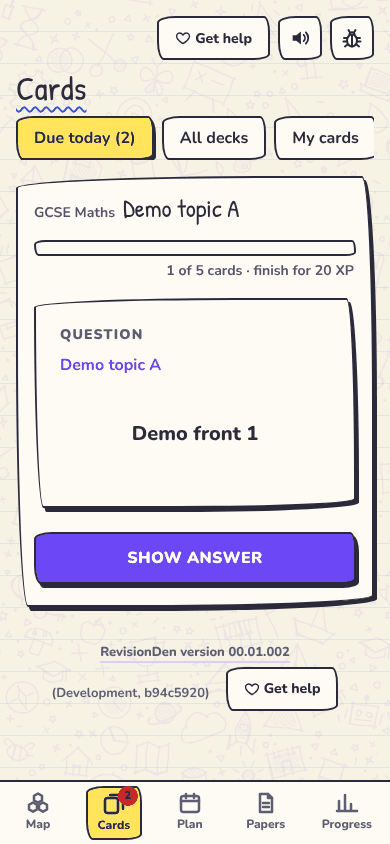 Get help
Cards
Due today (2) All decks My cards
GCSE Maths Demo topic A
1 of 5 cards · finish for 20 XP
QUESTION
Demo topic A
Demo front 1
SHOW ANSWER
RevisionDen version 00.01.002
(Development, b94c5920) Get help
2
Map Cards Plan Papers Progress